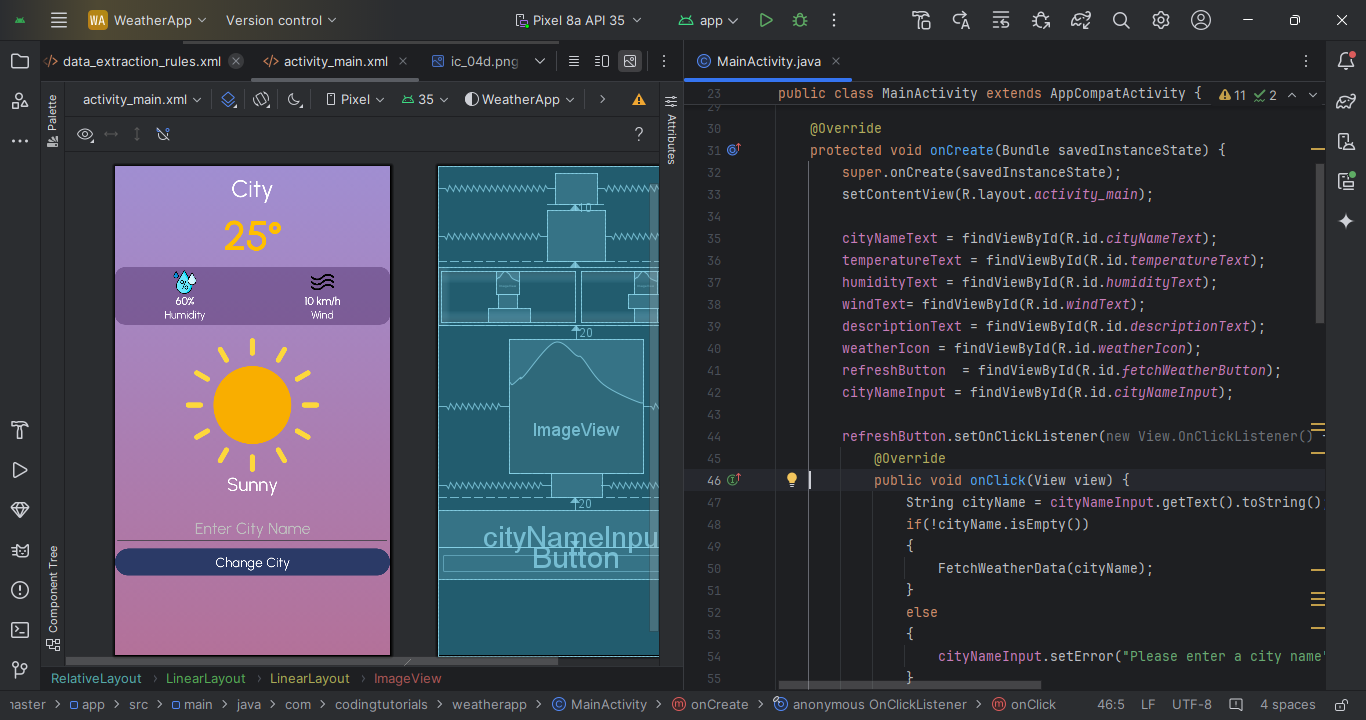 WA WeatherApp Version control Pixel 8a API 35 app
data_extraction_rules.xml activity_main.xml ic_04d.png MainActivity.java
activity_main.xml Pixel 35 WeatherApp
Palette
Attributes
Component Tree
?
City
25°
60%
Humidity
10 km/h
Wind
Sunny
Enter City Name
Change City
10
20
ImageView
20
cityNameInpu
Button
RelativeLayout > LinearLayout > LinearLayout > ImageView
23 public class MainActivity extends AppCompatActivity { 11 2
29
30 @Override
31 protected void onCreate(Bundle savedInstanceState) {
32 super.onCreate(savedInstanceState);
33 setContentView(R.layout.activity_main);
34
35 cityNameText = findViewById(R.id.cityNameText);
36 temperatureText = findViewById(R.id.temperatureText);
37 humidityText = findViewById(R.id.humidityText);
38 windText= findViewById(R.id.windText);
39 descriptionText = findViewById(R.id.descriptionText);
40 weatherIcon = findViewById(R.id.weatherIcon);
41 refreshButton  = findViewById(R.id.fetchWeatherButton);
42 cityNameInput = findViewById(R.id.cityNameInput);
43
44 refreshButton.setOnClickListener(new View.OnClickListener()
45 @Override
46 public void onClick(View view) {
47 String cityName = cityNameInput.getText().toString()
48 if(!cityName.isEmpty())
49 {
50 FetchWeatherData(cityName);
51 }
52 else
53 {
54 cityNameInput.setError("Please enter a city name"
55 }
master > app > src > main > java > com > codingtutorials > weatherapp > MainActivity > onCreate > anonymous OnClickListener > onClick 46:5 LF UTF-8 4 spaces